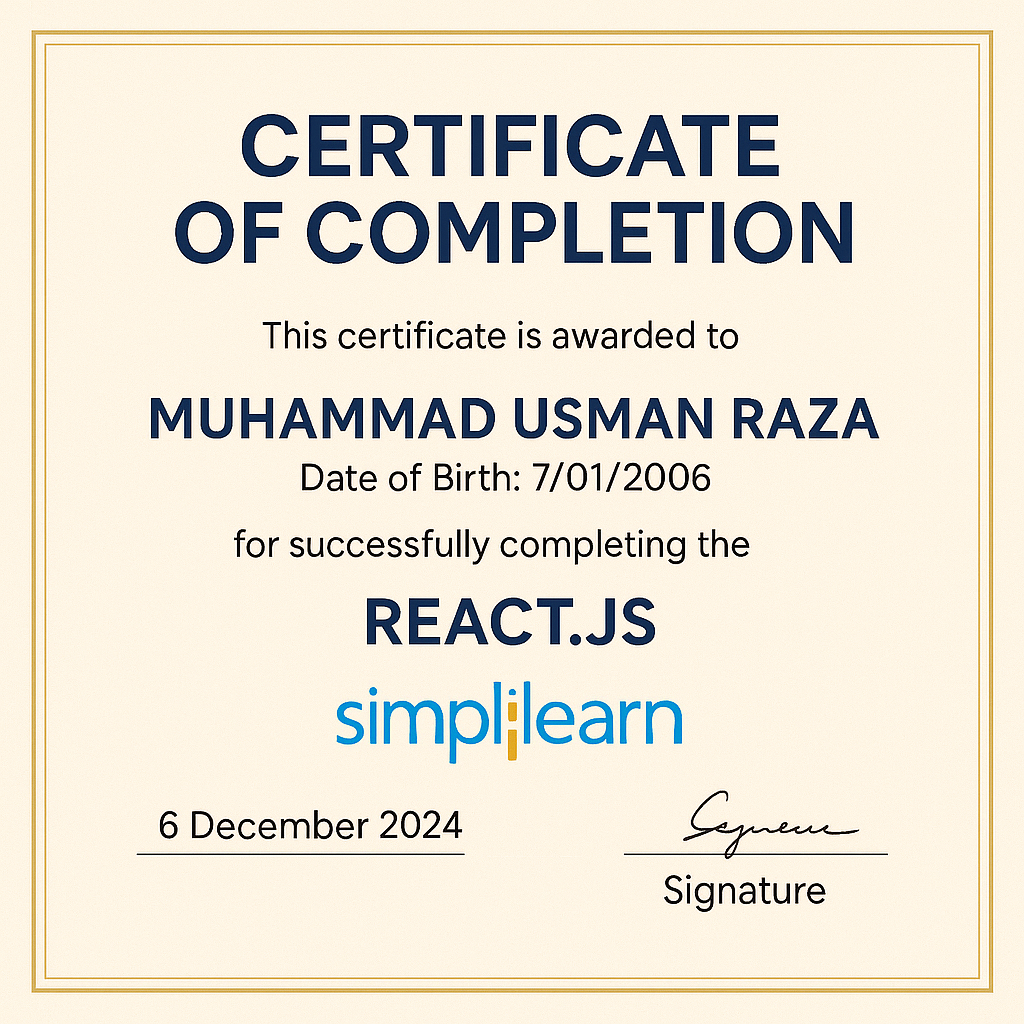 CERTIFICATE
OF COMPLETION
This certificate is awarded to
MUHAMMAD USMAN RAZA
Date of Birth: 7/01/2006
for successfully completing the
REACT.JS
simplilearn
6 December 2024
Signature